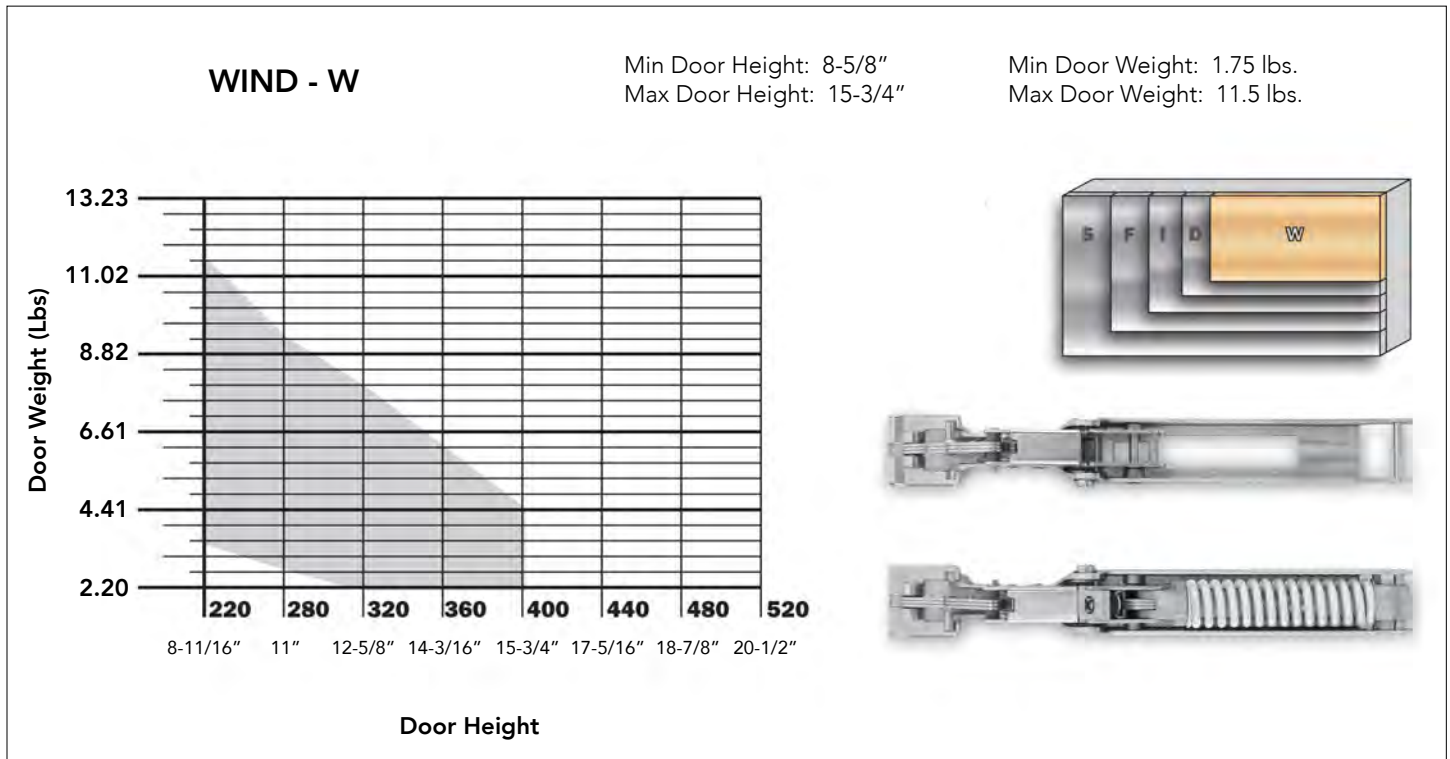 WIND - W
Min Door Height: 8-5/8"
Max Door Height: 15-3/4"
Min Door Weight: 1.75 lbs.
Max Door Weight: 11.5 lbs.
Door Weight (Lbs)
13.23
11.02
8.82
6.61
4.41
2.20
220 280 320 360 400 440 480 520
8-11/16" 11" 12-5/8" 14-3/16" 15-3/4" 17-5/16" 18-7/8" 20-1/2"
Door Height
S F I D W